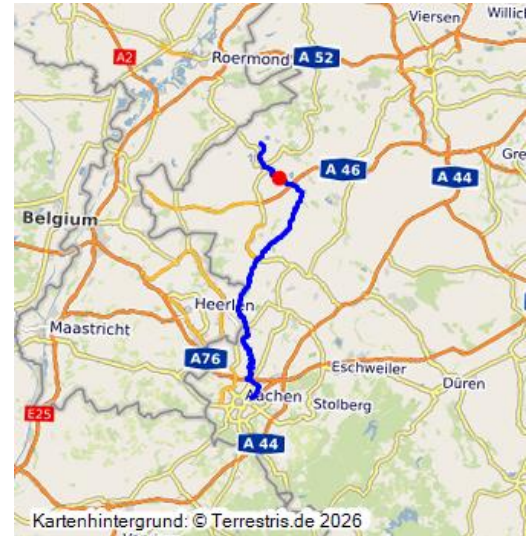 Viersen
Willich
A2
Roermond
A 52
Gre
A 46
A 44
Belgium
Heerlen
Maastricht
A76
Eschweiler
Aachen
Düren
Stolberg
E25
A 44
Kartenhintergrund: © Terrestris.de 2026